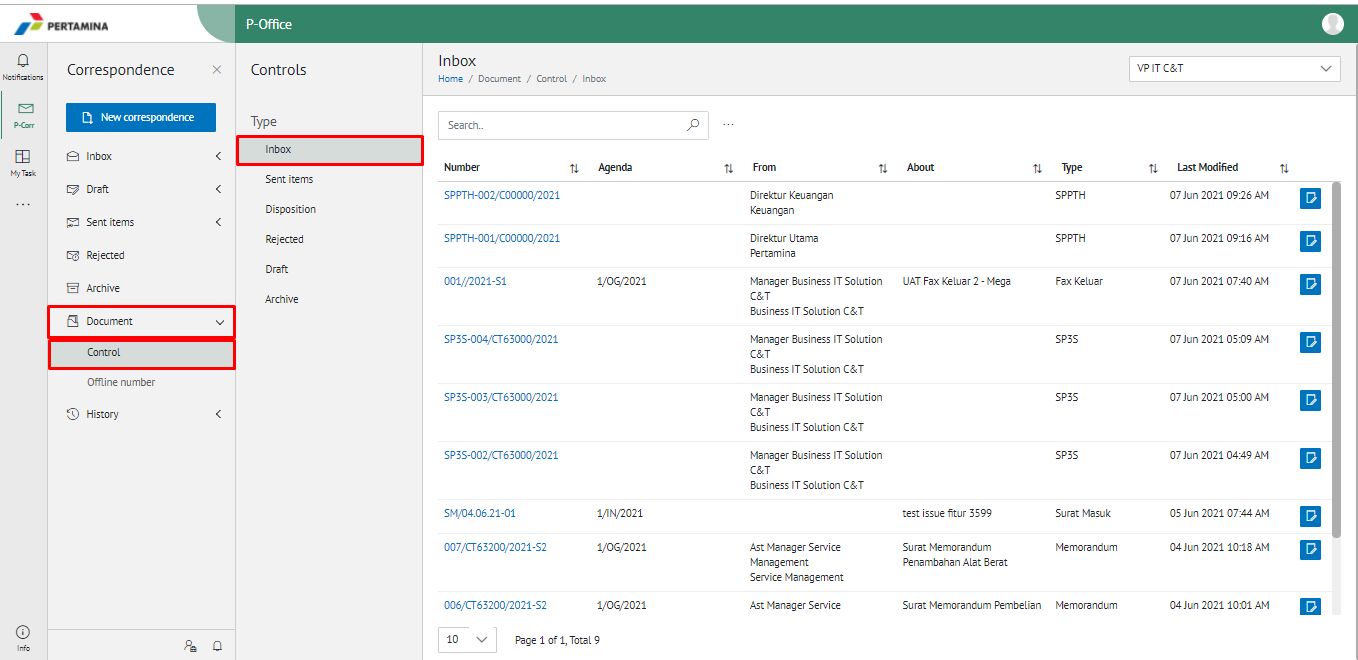 PERTAMINA
P-Office
Notifications
P-Corr
My Task
...
Info
Correspondence
New correspondence
Inbox
Draft
Sent items
Rejected
Archive
Document
Control
Offline number
History
Controls
Type
Inbox
Sent items
Disposition
Rejected
Draft
Archive
Inbox
Home / Document / Control / Inbox
VP IT C&T
Search..
...
Number Agenda From About Type Last Modified
SPPTH-002/C00000/2021 Direktur Keuangan SPPTH 07 Jun 2021 09:26 AM
Keuangan
SPPTH-001/C00000/2021 Direktur Utama SPPTH 07 Jun 2021 09:16 AM
Pertamina
001//2021-S1 1/OG/2021 Manager Business IT Solution UAT Fax Keluar 2 - Mega Fax Keluar 07 Jun 2021 07:40 AM
C&T
Business IT Solution C&T
SP3S-004/CT63000/2021 Manager Business IT Solution SP3S 07 Jun 2021 05:09 AM
C&T
Business IT Solution C&T
SP3S-003/CT63000/2021 Manager Business IT Solution SP3S 07 Jun 2021 05:00 AM
C&T
Business IT Solution C&T
SP3S-002/CT63000/2021 Manager Business IT Solution SP3S 07 Jun 2021 04:49 AM
C&T
Business IT Solution C&T
SM/04.06.21-01 1/IN/2021 test issue fitur 3599 Surat Masuk 05 Jun 2021 07:44 AM
007/CT63200/2021-S2 1/OG/2021 Ast Manager Service Surat Memorandum Memorandum 04 Jun 2021 10:18 AM
Management Penambahan Alat Berat
Service Management
006/CT63200/2021-S2 1/OG/2021 Ast Manager Service Surat Memorandum Pembelian Memorandum 04 Jun 2021 10:01 AM
10 Page 1 of 1, Total 9